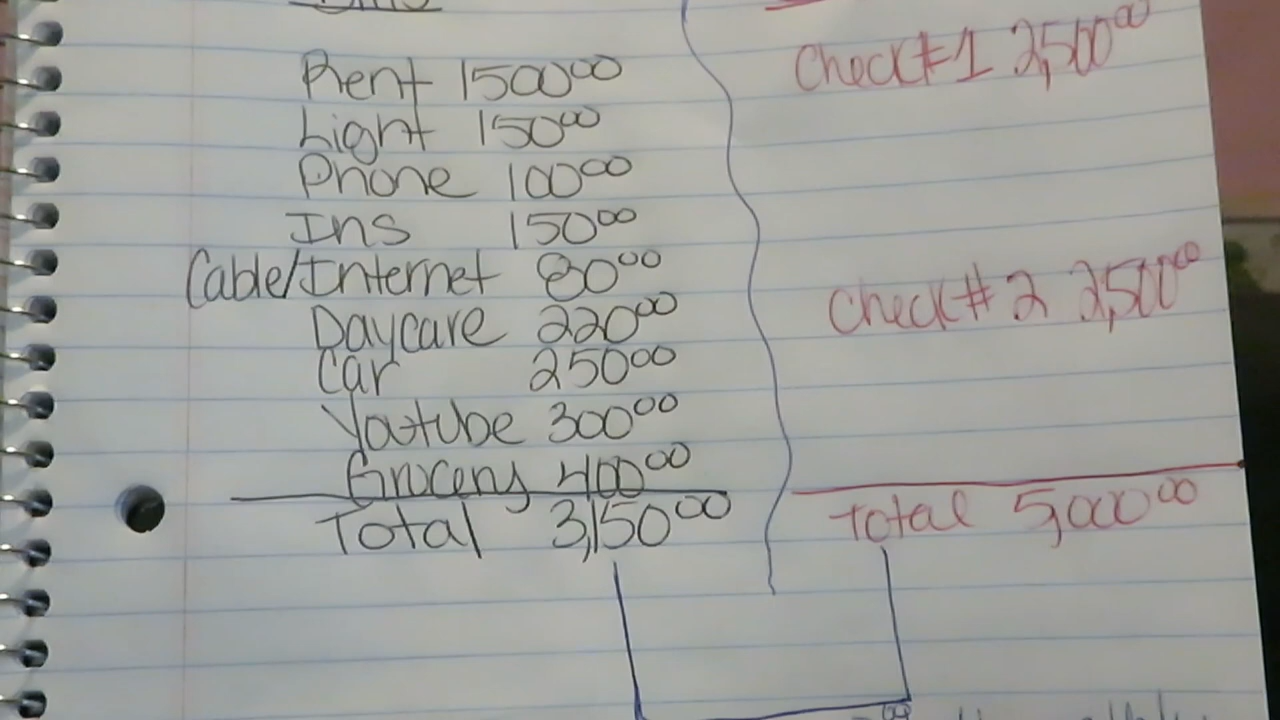 Rent 1500.00
Light 150.00
Phone 100.00
Ins 150.00
Cable/Internet 80.00
Daycare 220.00
Car 250.00
Youtube 300.00
Grocery 400.00
Total 3,150.00
Check #1 2,500.00
Check # 2 2,500.00
Total 5,000.00